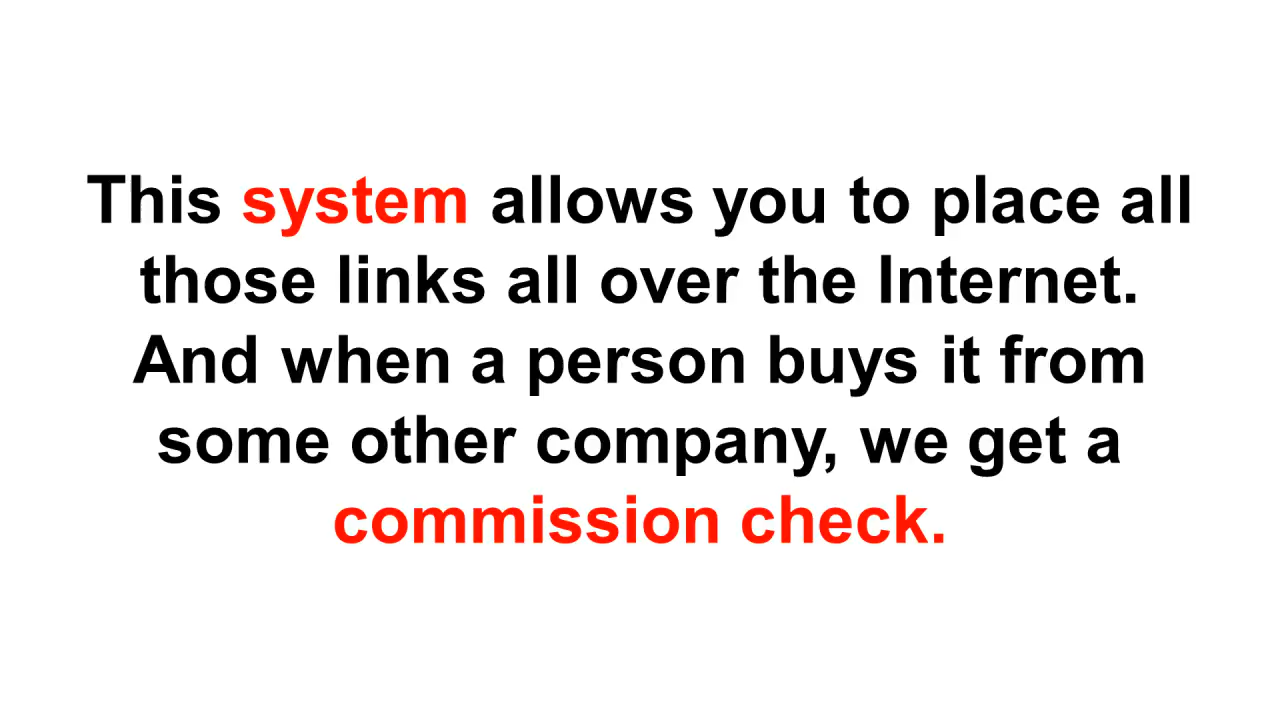 This system allows you to place all
those links all over the Internet.
And when a person buys it from
some other company, we get a
commission check.